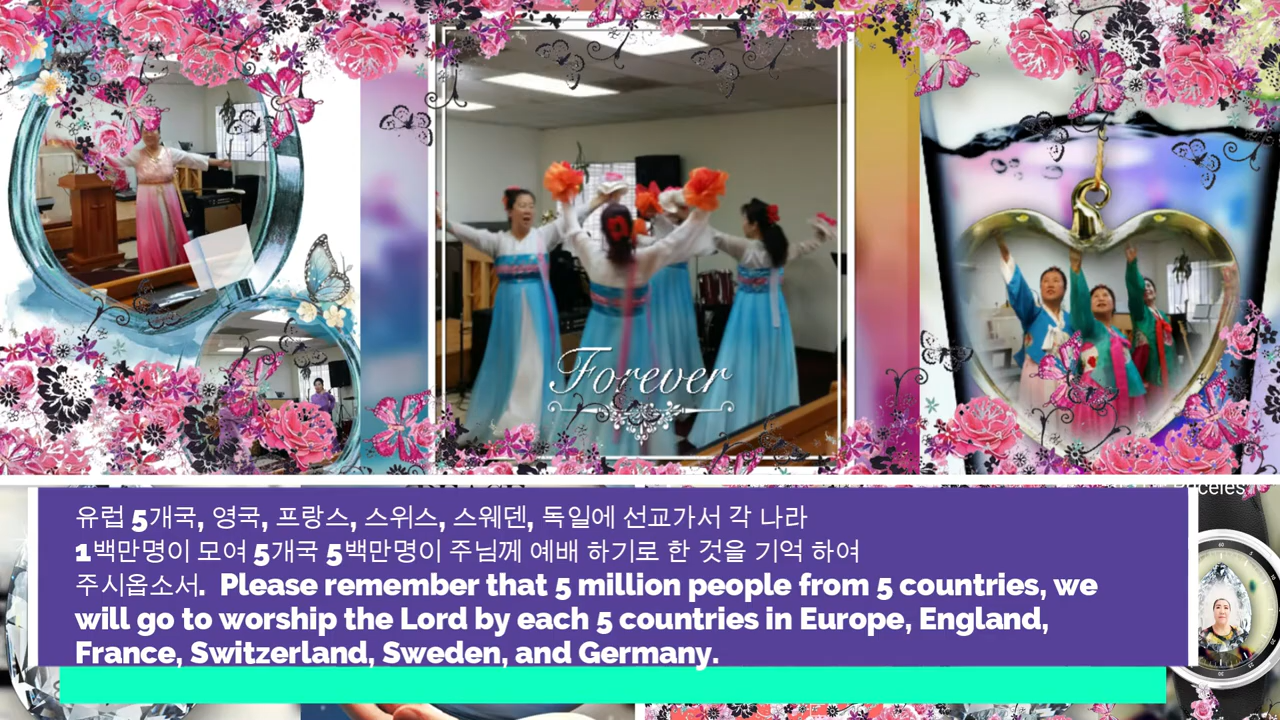 Forever
유럽 5개국, 영국, 프랑스, 스위스, 스웨덴, 독일에 선교가서 각 나라
1백만명이 모여 5개국 5백만명이 주님께 예배 하기로 한 것을 기억 하여
주시옵소서. Please remember that 5 million people from 5 countries, we
will go to worship the Lord by each 5 countries in Europe, England,
France, Switzerland, Sweden, and Germany.